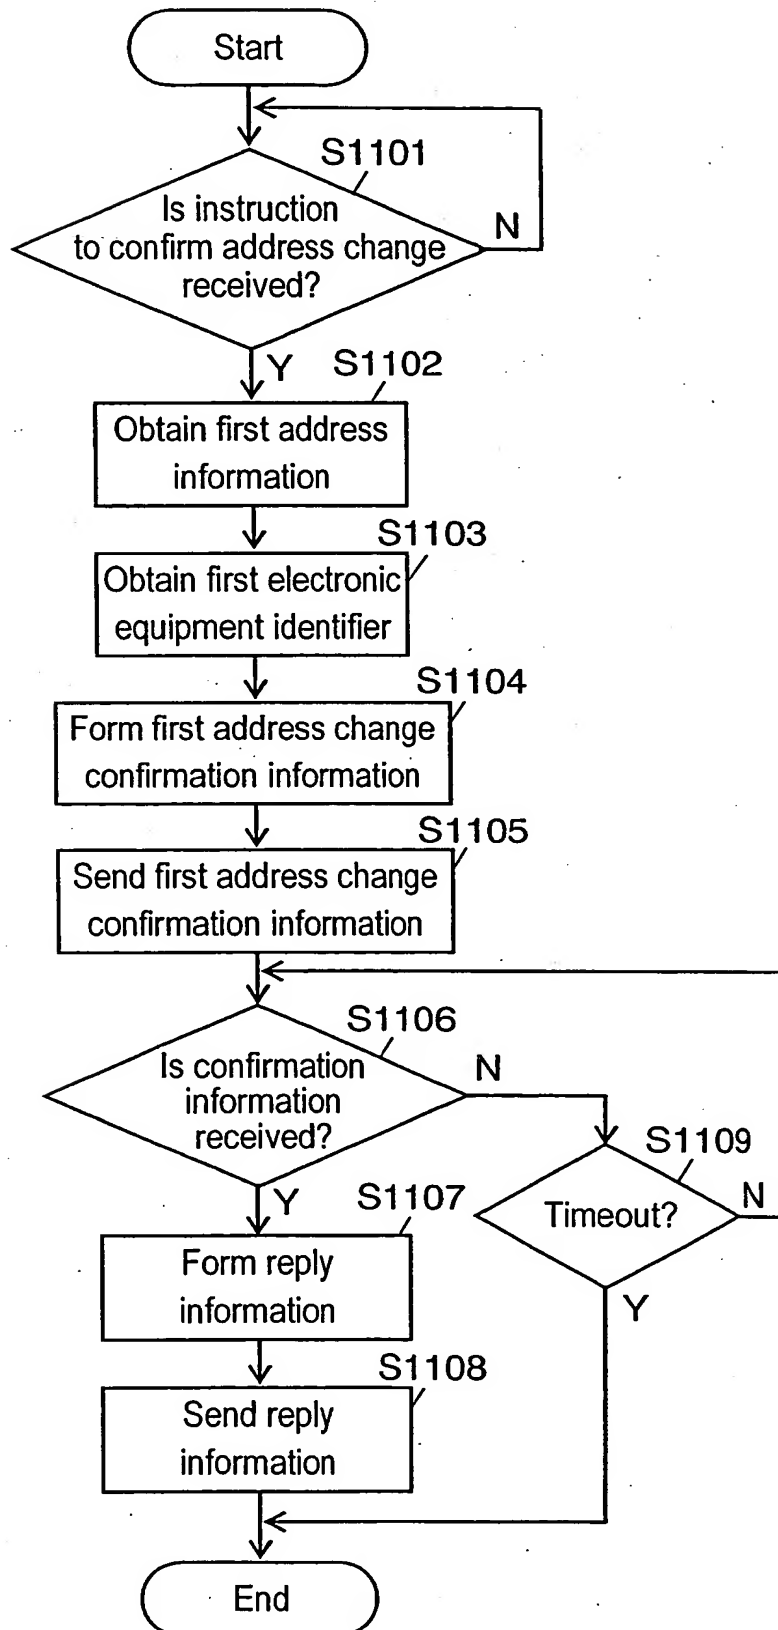 Start
S1101
Is instruction
to confirm address change
received?
N
Y
S1102
Obtain first address
information
S1103
Obtain first electronic
equipment identifier
S1104
Form first address change
confirmation information
S1105
Send first address change
confirmation information
S1106
Is confirmation
information
received?
N
S1109
Timeout?
N
Y
Y
S1107
Form reply
information
S1108
Send reply
information
End